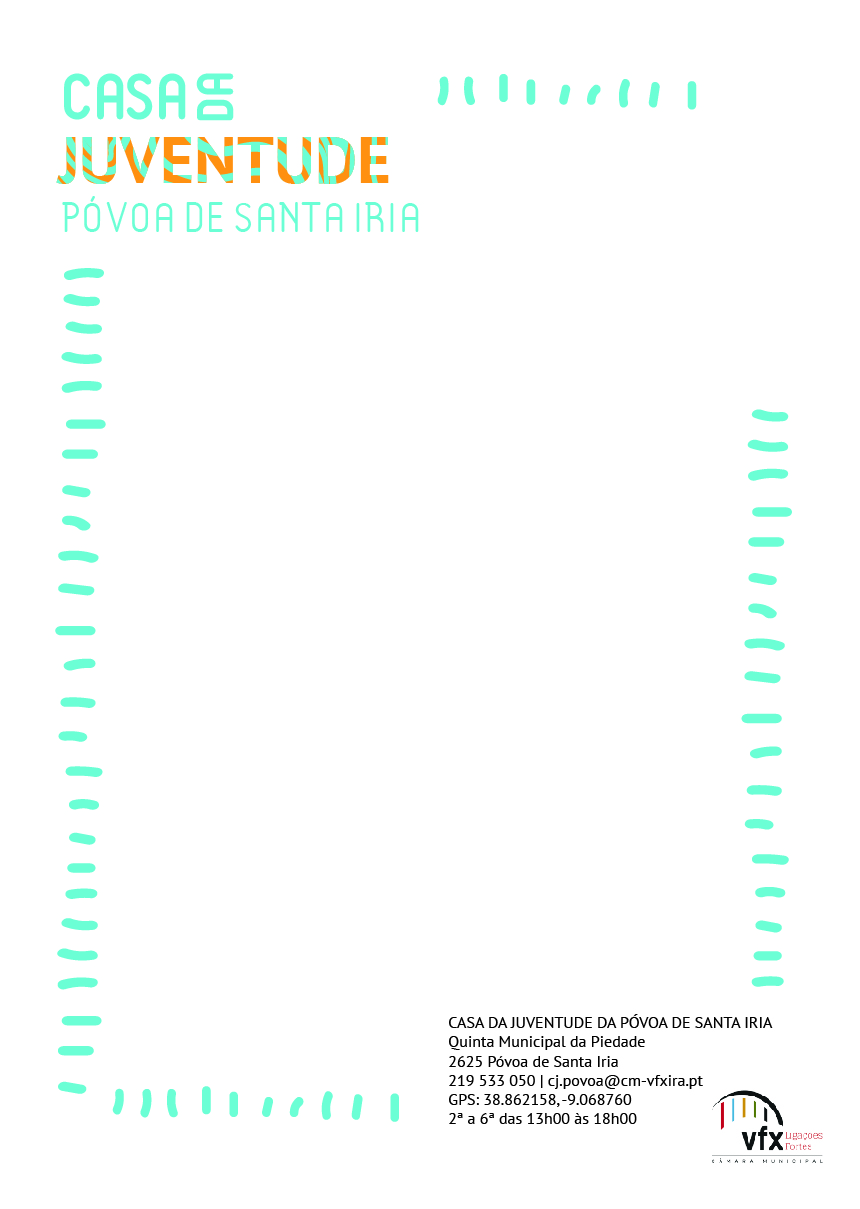 CASA DA
JUVENTUDE
PÓVOA DE SANTA IRIA
CASA DA JUVENTUDE DA PÓVOA DE SANTA IRIA
Quinta Municipal da Piedade
2625 Póvoa de Santa Iria
219 533 050 | cj.povoa@cm-vfxira.pt
GPS: 38.862158,-9.068760
2ª a 6ª das 13h00 às 18h00
vfx Ligações
Fortes
CÂMARA MUNICIPAL